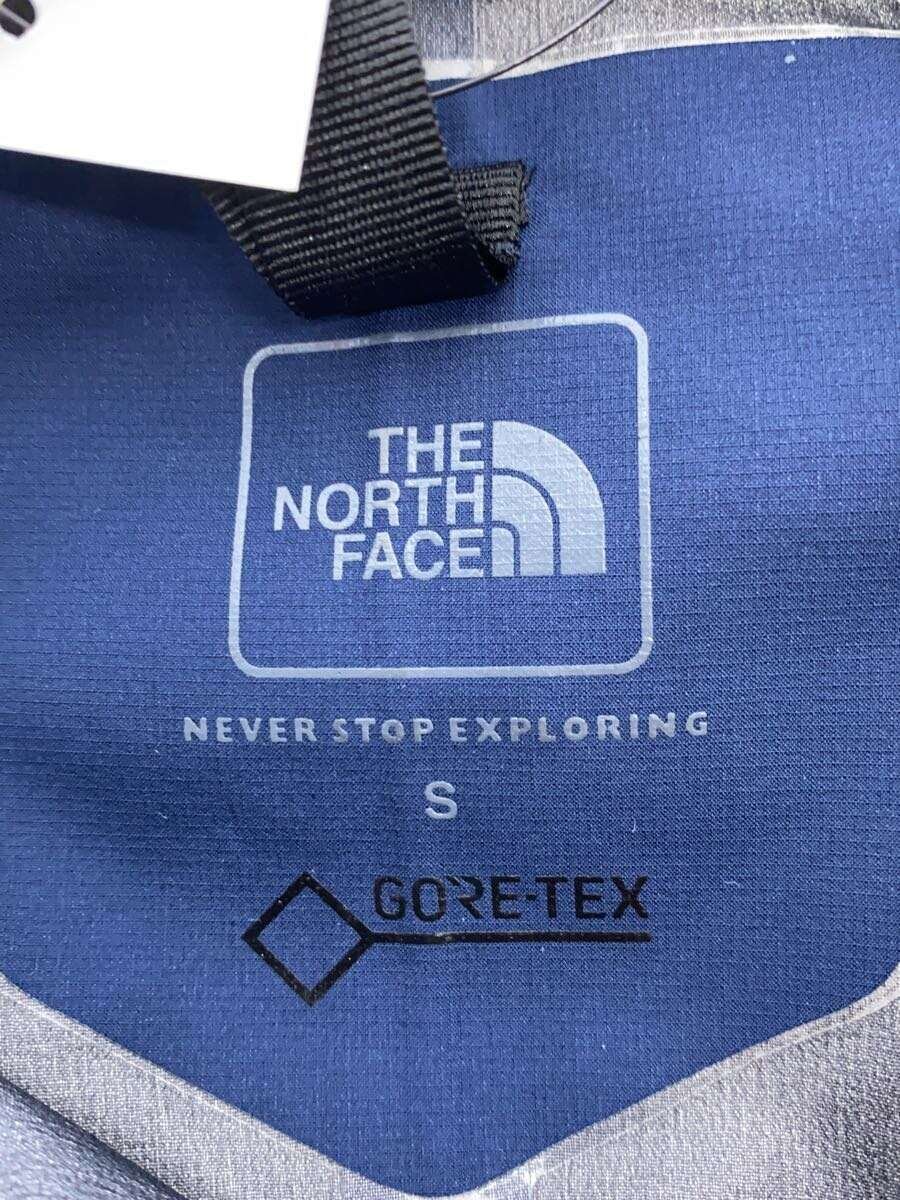 THE
NORTH
FACE
NEVER STOP EXPLORING
S
GORE-TEX